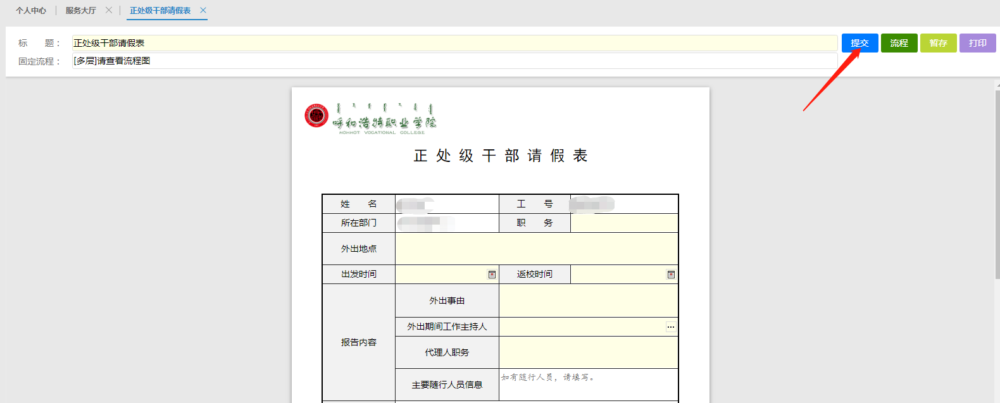 个人中心 服务大厅 正处级干部请假表
标 题： 正处级干部请假表 提交 流程 暂存 打印
固定流程： [多层]请查看流程图
呼和浩特职业学院
HOHHOT VOCATIONAL COLLEGE
正处级干部请假表
姓 名 工 号
所在部门 职 务
外出地点
出发时间 返校时间
报告内容
外出事由
外出期间工作主持人
代理人职务
主要随行人员信息 如有随行人员，请填写。